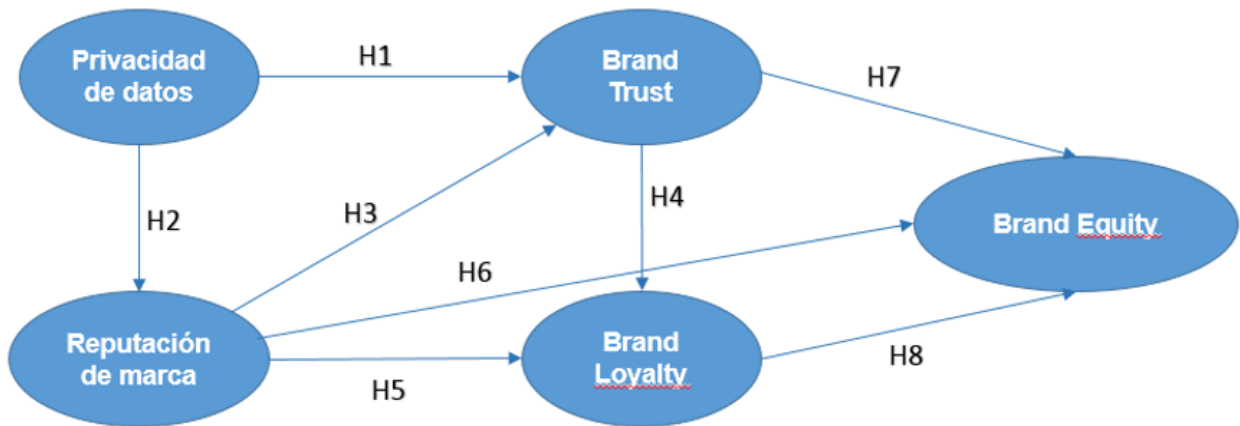 Privacidad
de datos
H1
Brand
Trust
H7
H2
H3
H4
Brand Equity
H6
Reputación
de marca
H5
Brand
Loyalty
H8